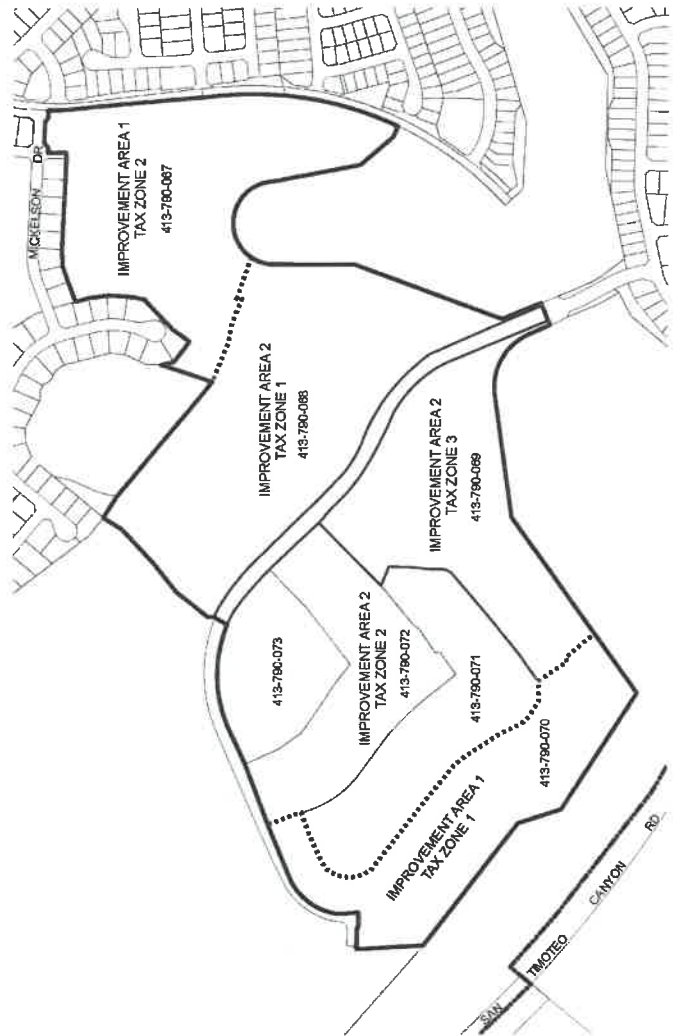 MICKELSON DR
IMPROVEMENT AREA 1
TAX ZONE 2
413-790-067
IMPROVEMENT AREA 2
TAX ZONE 1
413-790-068
IMPROVEMENT AREA 2
TAX ZONE 3
413-790-069
413-790-073
IMPROVEMENT AREA 2
TAX ZONE 2
413-790-072
413-790-071
413-790-070
IMPROVEMENT AREA 1
TAX ZONE 1
SAN TIMOTEO CANYON RD